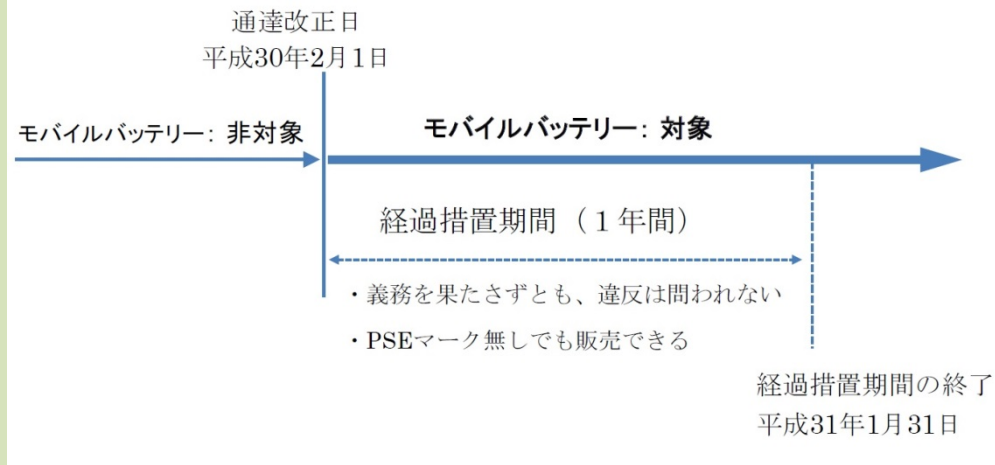 通達改正日
平成30年2月1日
モバイルバッテリー： 非対象
モバイルバッテリー： 対象
経過措置期間（１年間）
・義務を果たさずとも、違反は問われない
・PSEマーク無しでも販売できる
経過措置期間の終了
平成31年1月31日